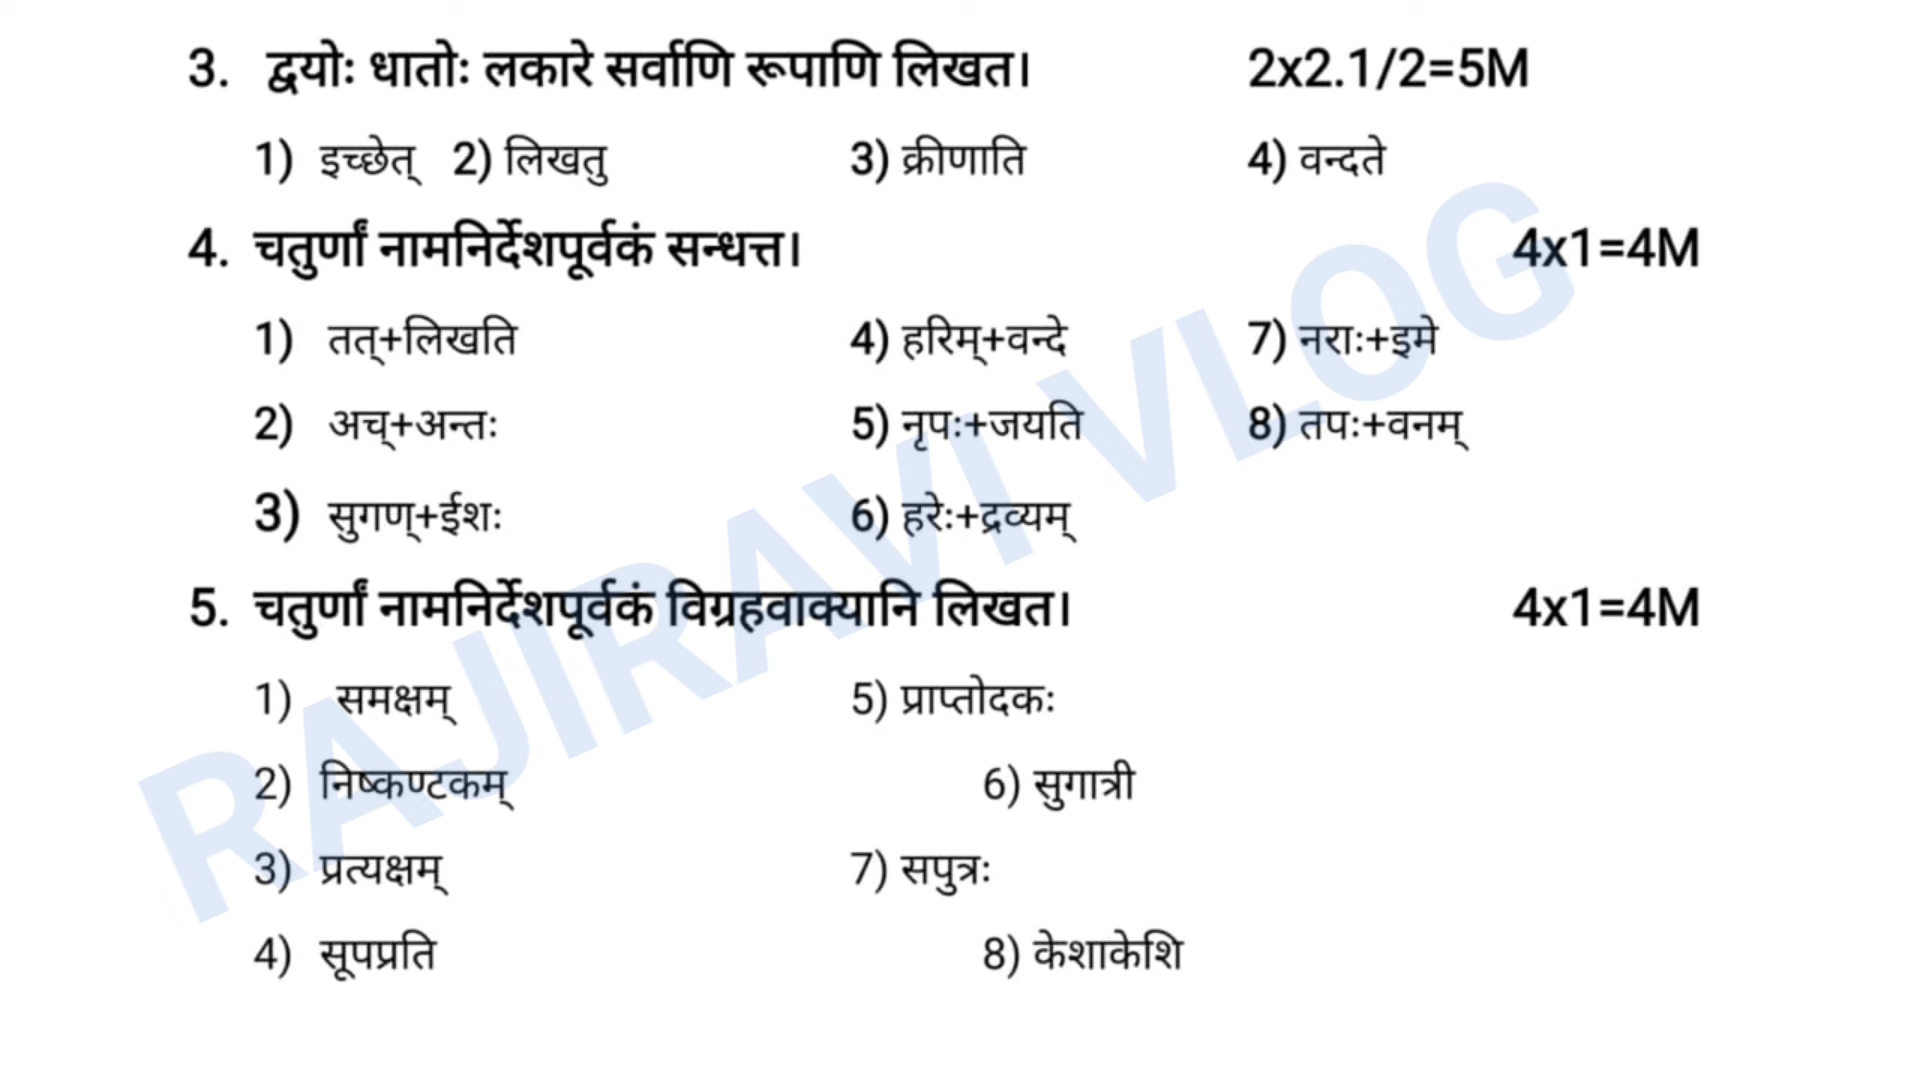 3. द्वयोः धातोः लकारे सर्वाणि रूपाणि लिखत। 2x2.1/2=5M
1) इच्छेत् 2) लिखतु 3) क्रीणाति 4) वन्दते
4. चतुर्णां नामनिर्देशपूर्वकं सन्धत्त। 4x1=4M
1) तत्+लिखति 4) हरिम्+वन्दे 7) नराः+इमे
2) अच्+अन्तः 5) नृपः+जयति 8) तपः+वनम्
3) सुगण्+ईशः 6) हरेः+द्रव्यम्
5. चतुर्णां नामनिर्देशपूर्वकं विग्रहवाक्यानि लिखत। 4x1=4M
1) समक्षम् 5) प्राप्तोदकः
2) निष्कण्टकम् 6) सुगात्री
3) प्रत्यक्षम् 7) सपुत्रः
4) सूपप्रति 8) केशाकेशि
RAJIRAVI VLOG